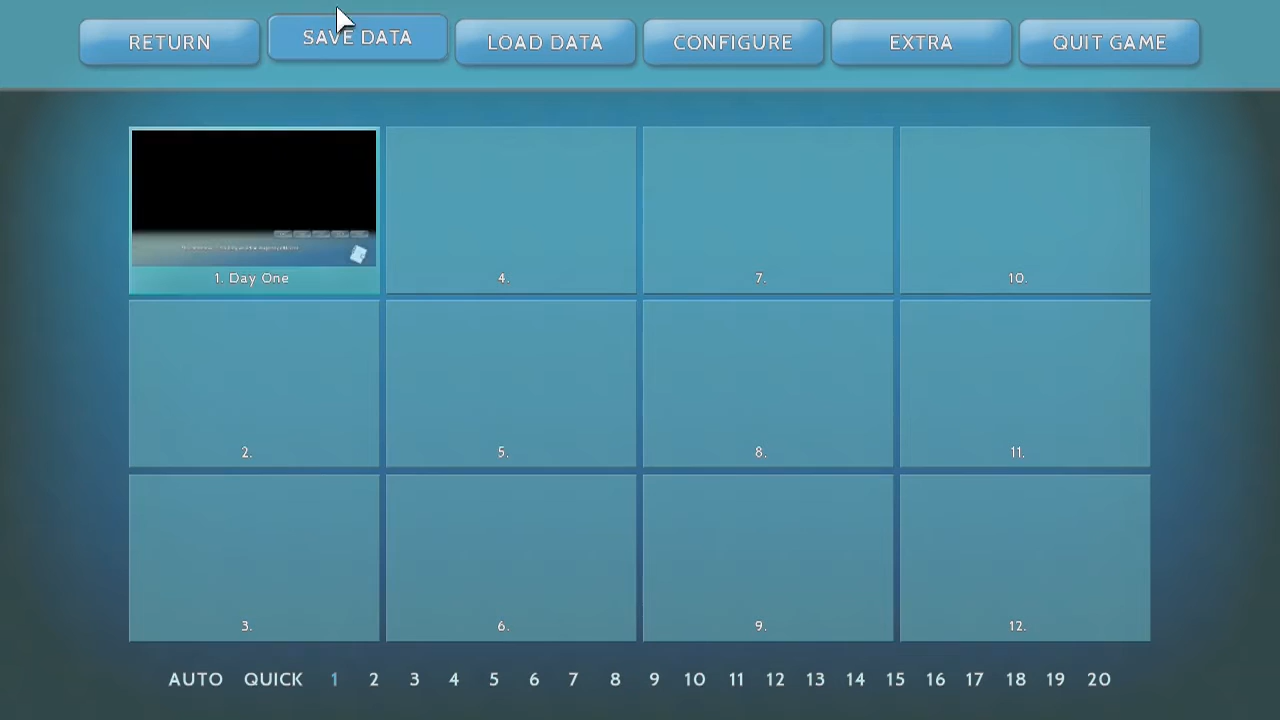 RETURN SAVE DATA LOAD DATA CONFIGURE EXTRA QUIT GAME
1. Day One 4. 7. 10.
2. 5. 8. 11.
3. 6. 9. 12.
AUTO QUICK 1 2 3 4 5 6 7 8 9 10 11 12 13 14 15 16 17 18 19 20